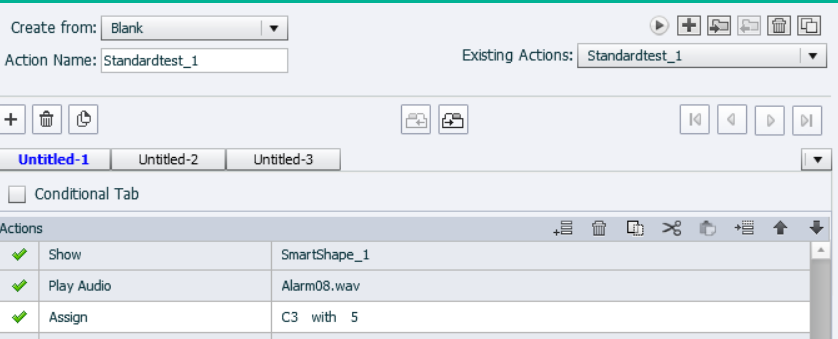 Create from: Blank
Action Name: Standardtest_1
Existing Actions: Standardtest_1
Untitled-1 Untitled-2 Untitled-3
Conditional Tab
Actions
Show SmartShape_1
Play Audio Alarm08.wav
Assign C3 with 5